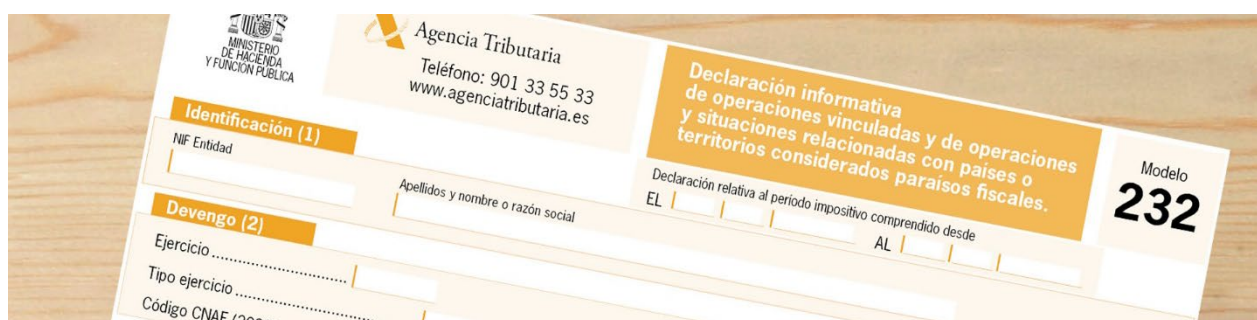 MINISTERIO
DE HACIENDA
Y FUNCIÓN PÚBLICA
Agencia Tributaria
Teléfono: 901 33 55 33
www.agenciatributaria.es
Declaración informativa
de operaciones vinculadas y de operaciones
y situaciones relacionadas con países o
territorios considerados paraísos fiscales.
Modelo
232
Identificación (1)
NIF Entidad
Apellidos y nombre o razón social
Declaración relativa al periodo impositivo comprendido desde
EL
AL
Devengo (2)
Ejercicio
Tipo ejercicio
Código CNAE